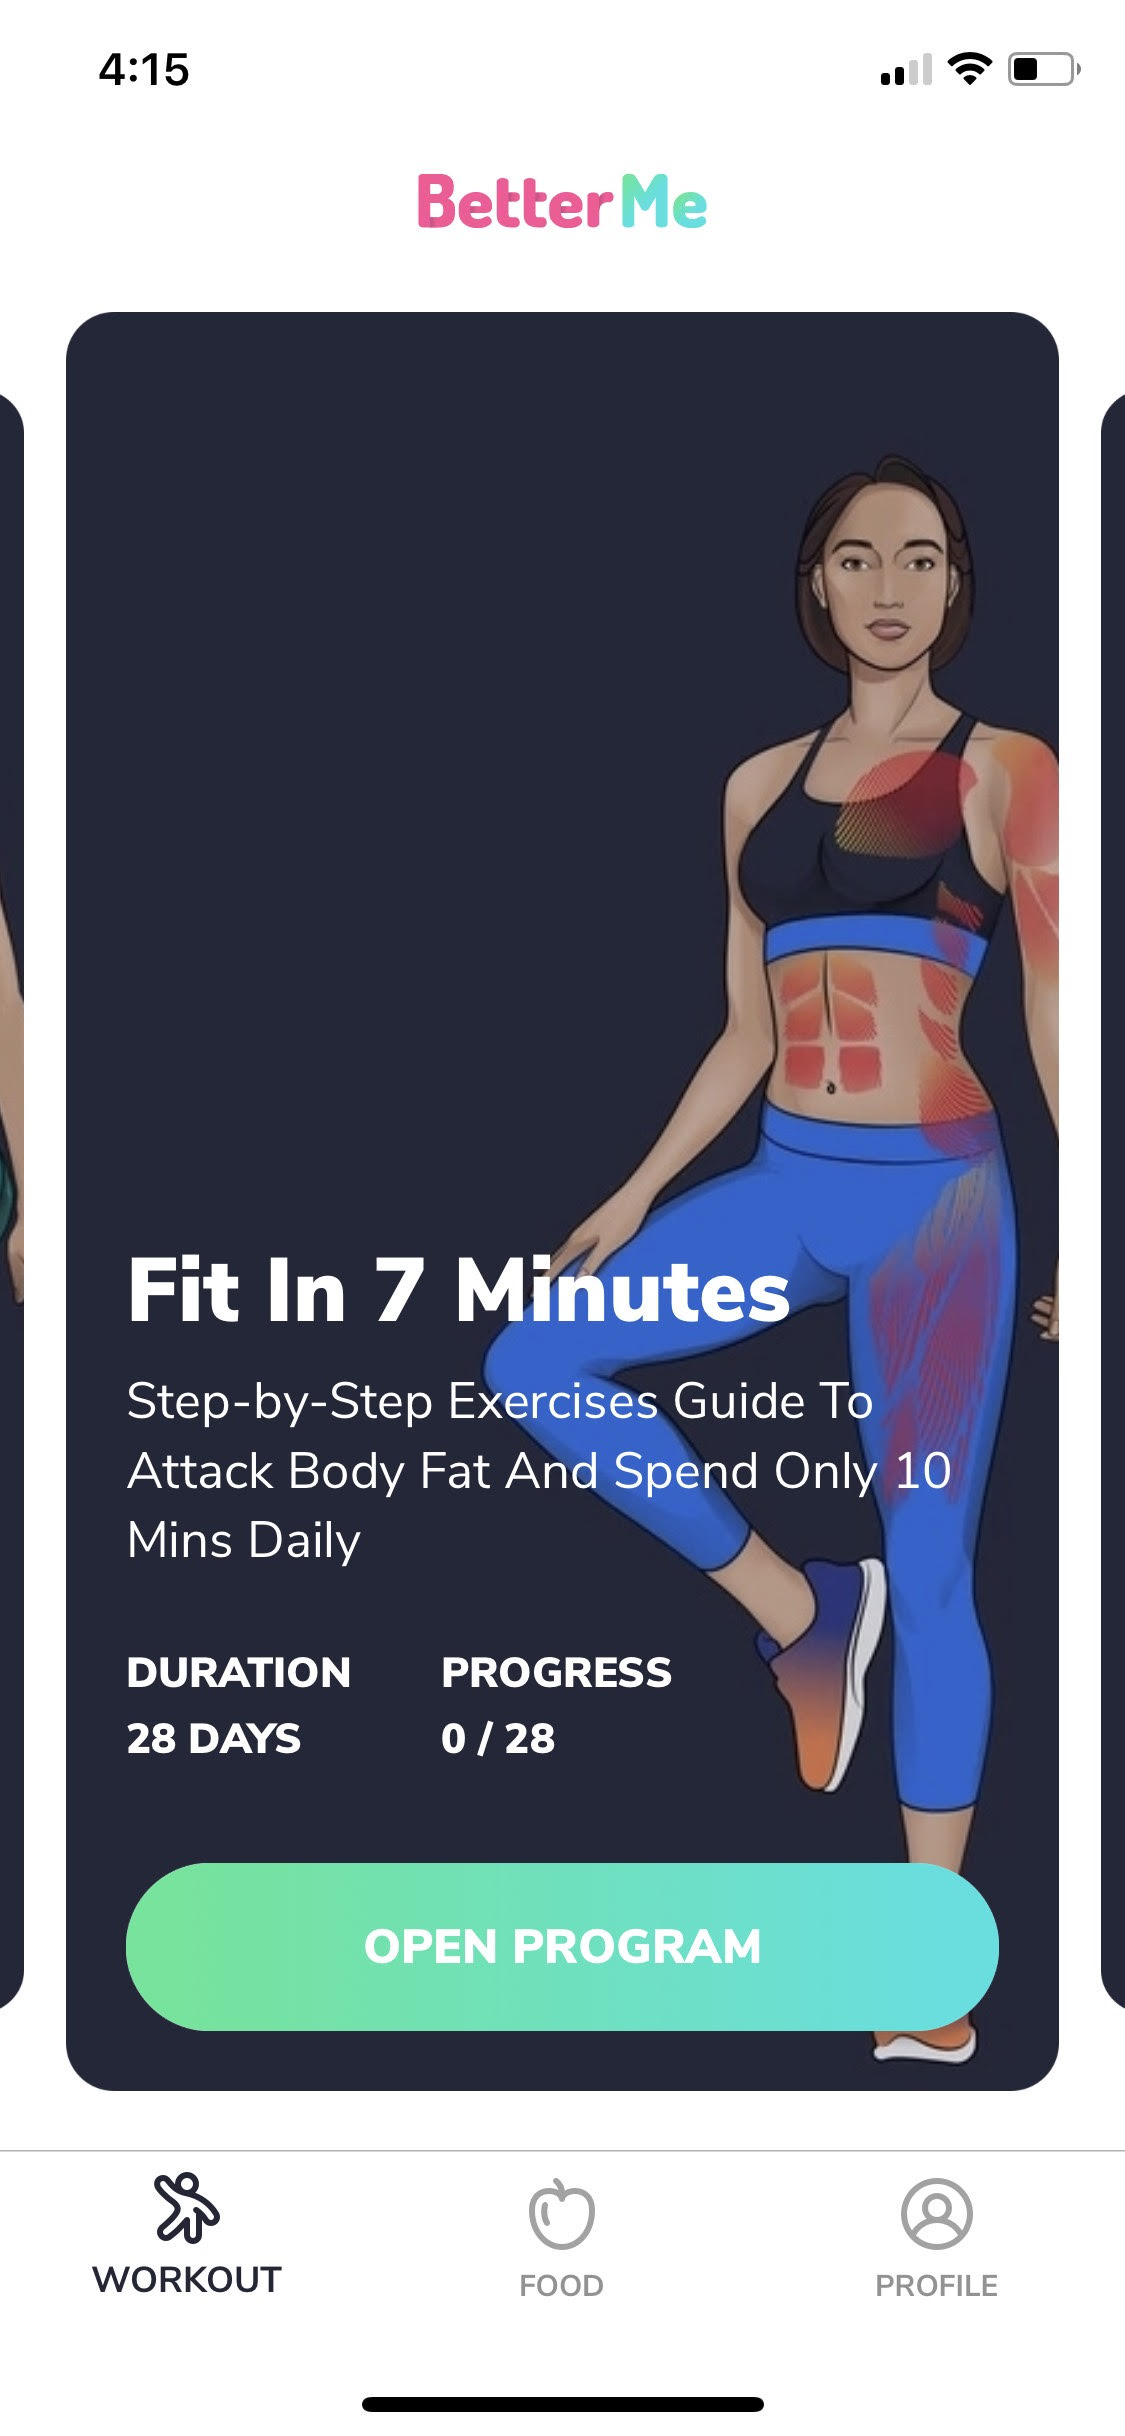 4:15
BetterMe
Fit In 7 Minutes
Step-by-Step Exercises Guide To
Attack Body Fat And Spend Only 10
Mins Daily
DURATION PROGRESS
28 DAYS 0 / 28
OPEN PROGRAM
WORKOUT FOOD PROFILE